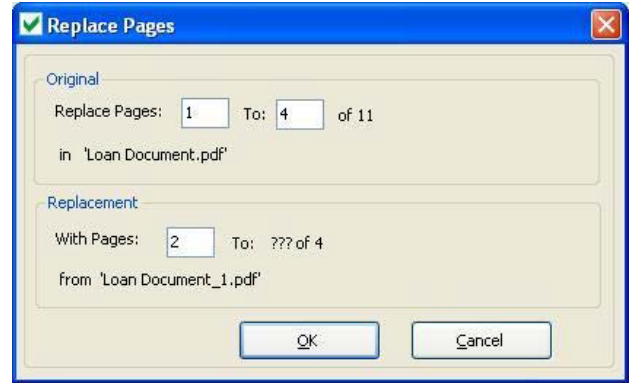 Replace Pages
Original
Replace Pages: 1 To: 4 of 11
in 'Loan Document.pdf'
Replacement
With Pages: 2 To: ??? of 4
from 'Loan Document_1.pdf'
OK Cancel